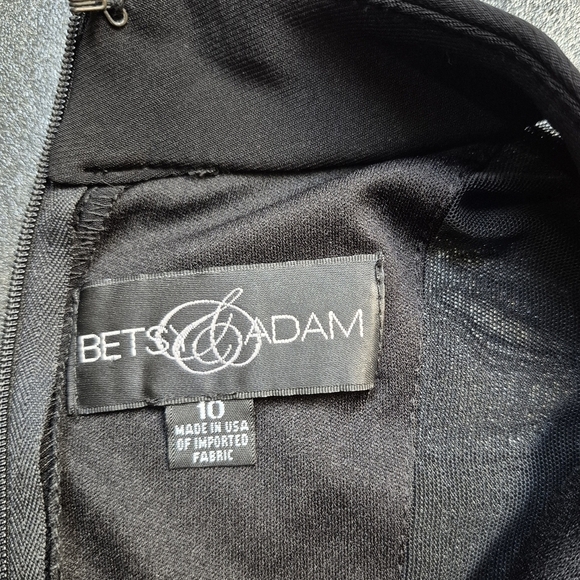 BETSY & ADAM
10
MADE IN USA
OF IMPORTED
FABRIC